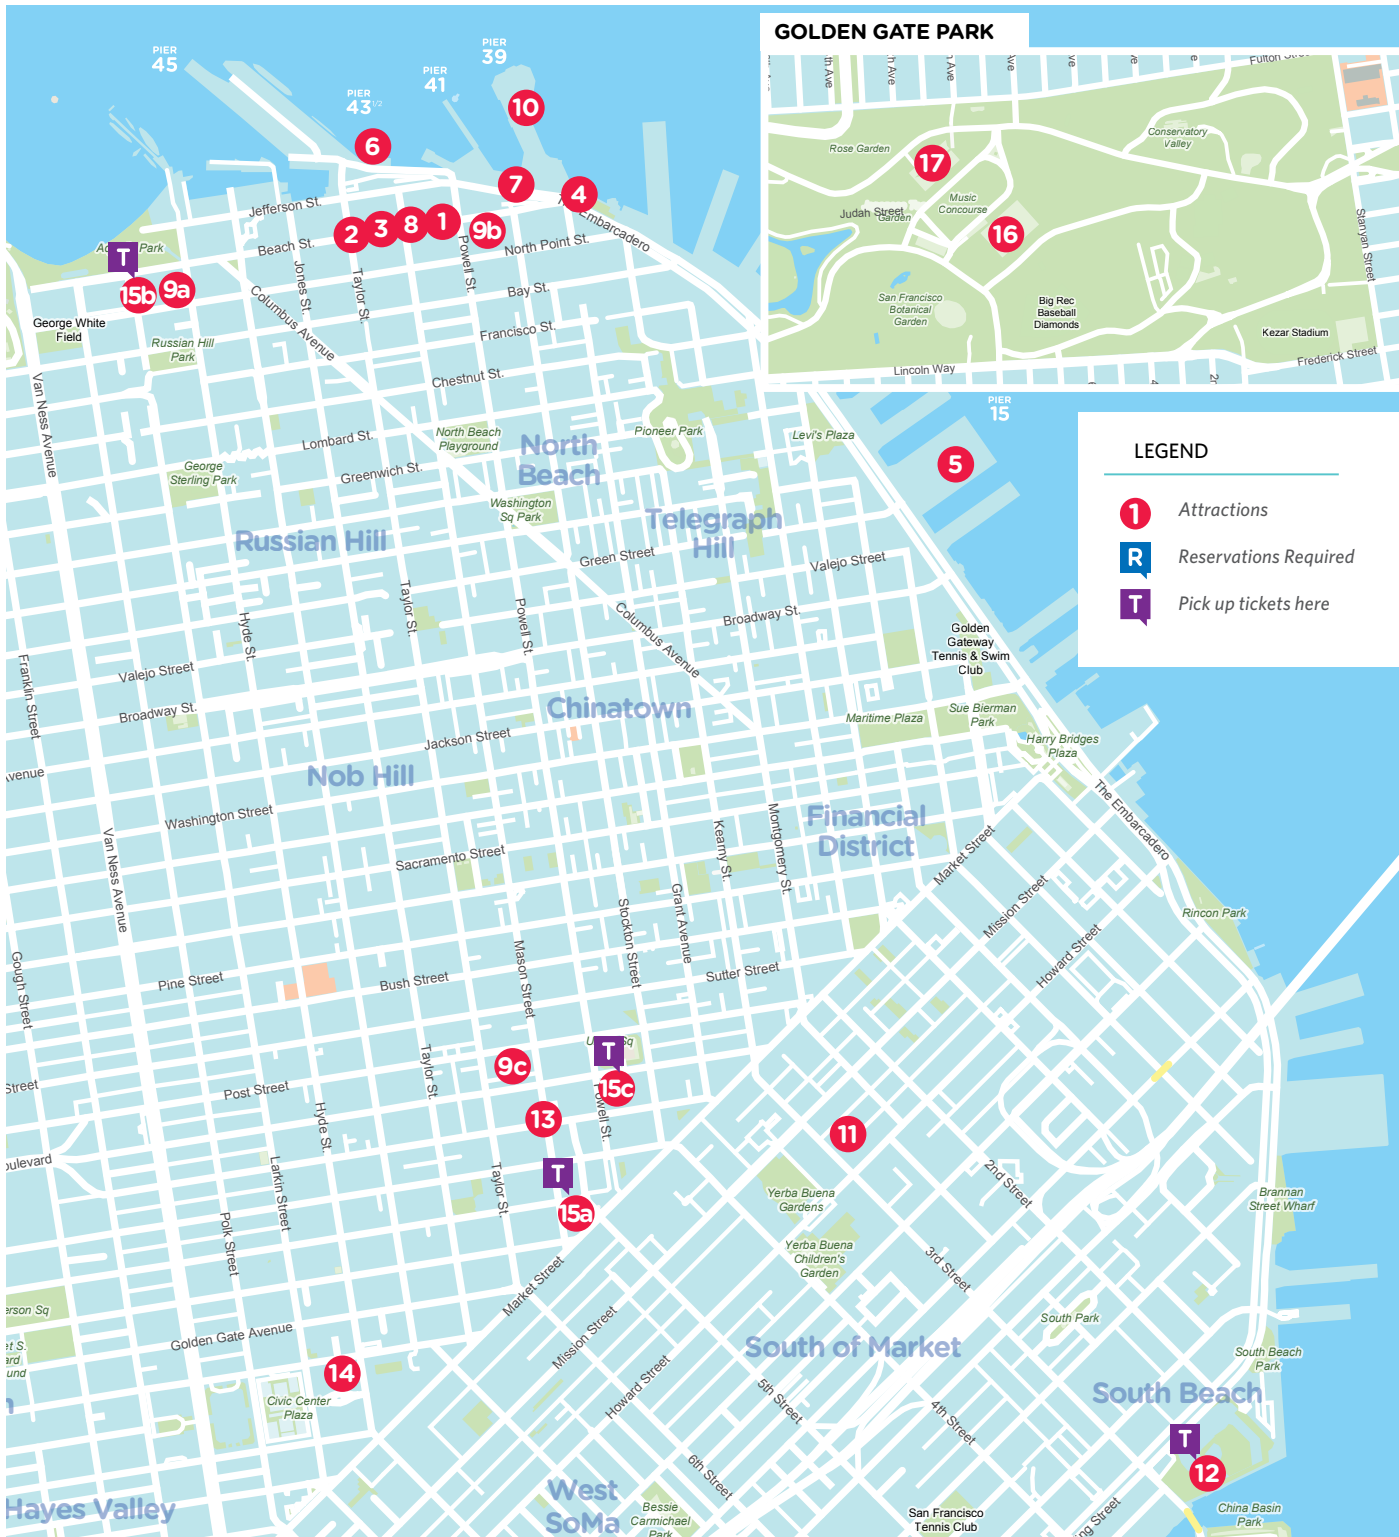 GOLDEN GATE PARK
PIER
45
PIER
43 1/2
PIER
41
PIER
39
10
6
7
4
Jefferson St.
The Embarcadero
2
3
8
1
9b
Beach St.
North Point St.
T
15b
9a
Jones St.
Taylor St.
Powell St.
Bay St.
Columbus Avenue
George White
Field
Russian Hill
Park
Francisco St.
Chestnut St.
Van Ness Avenue
Lombard St.
North Beach
Playground
North
Beach
Pioneer Park
Levi's Plaza
George
Sterling Park
Greenwich St.
Washington
Sq Park
Russian Hill
Telegraph
Hill
Green Street
Valejo Street
Taylor St.
Powell St.
Columbus Avenue
Broadway St.
Hyde St.
Golden
Gateway
Tennis & Swim
Club
Franklin Street
Valejo Street
Broadway St.
Chinatown
Jackson Street
Maritime Plaza
Sue Bierman
Park
Harry Bridges
Plaza
Nob Hill
Washington Street
Financial
District
The Embarcadero
Van Ness Avenue
Sacramento Street
Kearny St.
Montgomery St.
Market Street
Mission Street
Howard Street
Rincon Park
Gough Street
Pine Street
Bush Street
Mason Street
Stockton Street
Grant Avenue
Sutter Street
T
9c
15c
Taylor St.
Post Street
Hyde St.
13
Powell St.
11
T
15a
Larkin Street
Taylor St.
Polk Street
Yerba Buena
Gardens
2nd Street
Brannan
Street Wharf
Yerba Buena
Children's
Garden
3rd Street
Market Street
Mission Street
Howard Street
Golden Gate Avenue
14
Civic Center
Plaza
South of Market
South Park
South Beach
Park
South Beach
5th Street
4th Street
6th Street
T
12
Hayes Valley
West
SoMa
Bessie
Carmichael
Park
San Francisco
Tennis Club
China Basin
Park
Fulton Street
Rose Garden
17
Conservatory
Valley
Music
Concourse
Judah Street
Garden
16
San Francisco
Botanical
Garden
Big Rec
Baseball
Diamonds
Kezar Stadium
Stanyan Street
Frederick Street
Lincoln Way
PIER
15
5
LEGEND
1 Attractions
R Reservations Required
T Pick up tickets here